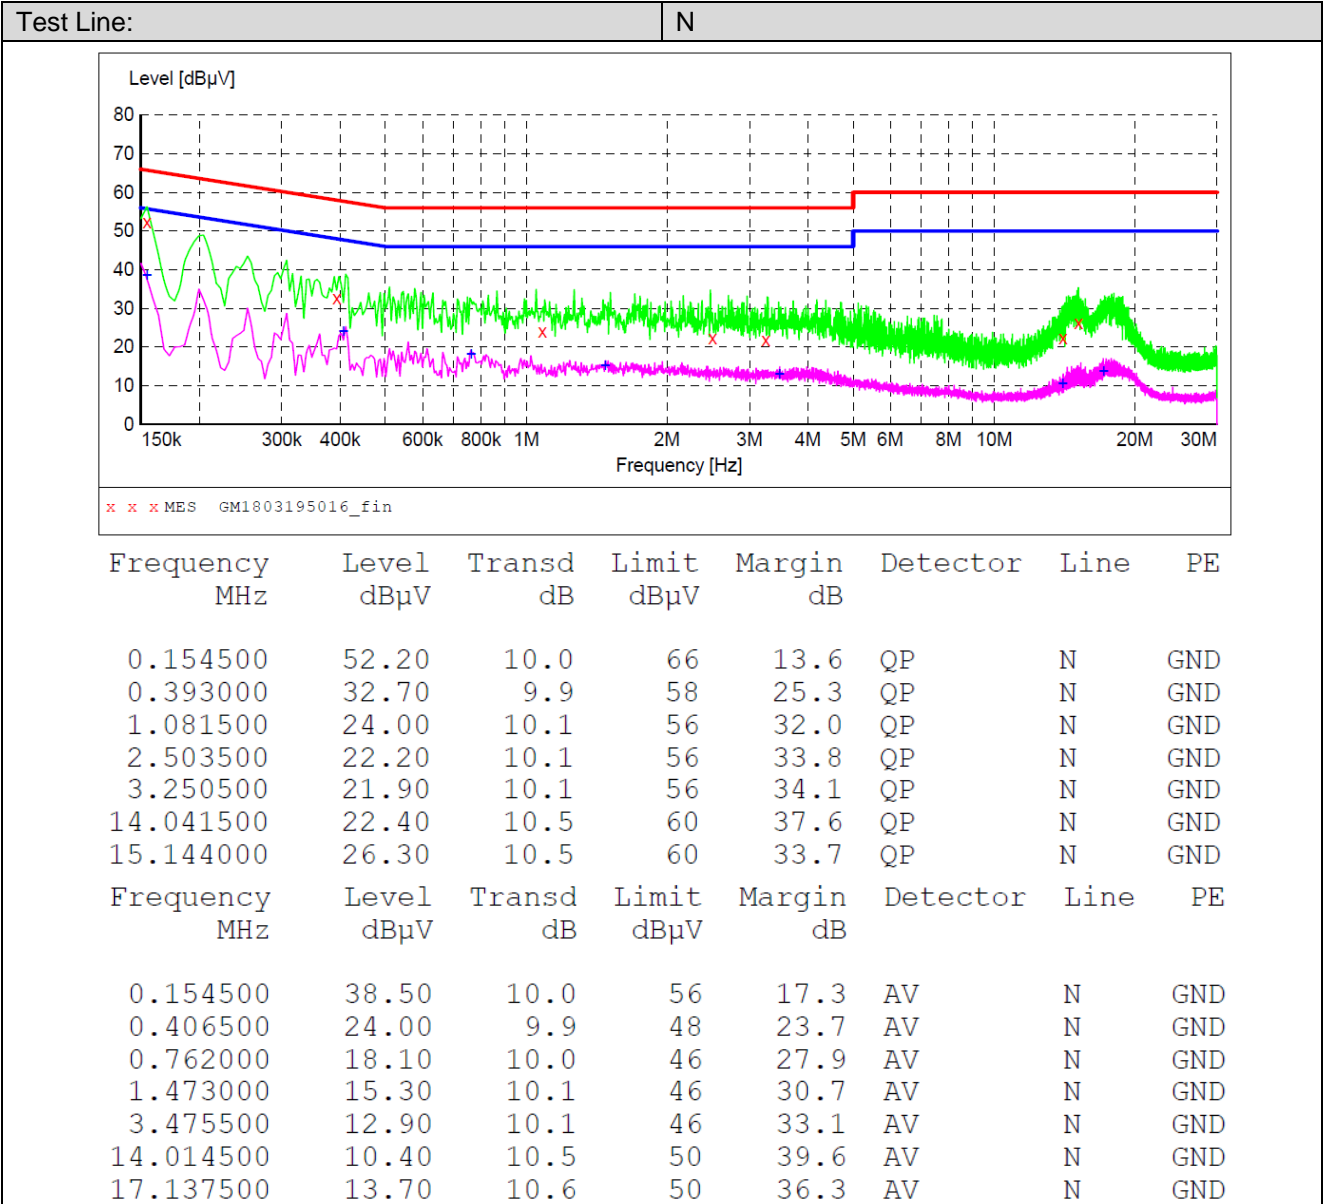 Test Line: N
Level [dBµV]
80
70
60
50
40
30
20
10
0
150k 300k 400k 600k 800k 1M 2M 3M 4M 5M 6M 8M 10M 20M 30M
Frequency [Hz]
x x x MES GM1803195016_fin
Frequency Level Transd Limit Margin Detector Line PE
MHz dBµV dB dBµV dB
0.154500 52.20 10.0 66 13.6 QP N GND
0.393000 32.70 9.9 58 25.3 QP N GND
1.081500 24.00 10.1 56 32.0 QP N GND
2.503500 22.20 10.1 56 33.8 QP N GND
3.250500 21.90 10.1 56 34.1 QP N GND
14.041500 22.40 10.5 60 37.6 QP N GND
15.144000 26.30 10.5 60 33.7 QP N GND
Frequency Level Transd Limit Margin Detector Line PE
MHz dBµV dB dBµV dB
0.154500 38.50 10.0 56 17.3 AV N GND
0.406500 24.00 9.9 48 23.7 AV N GND
0.762000 18.10 10.0 46 27.9 AV N GND
1.473000 15.30 10.1 46 30.7 AV N GND
3.475500 12.90 10.1 46 33.1 AV N GND
14.014500 10.40 10.5 50 39.6 AV N GND
17.137500 13.70 10.6 50 36.3 AV N GND